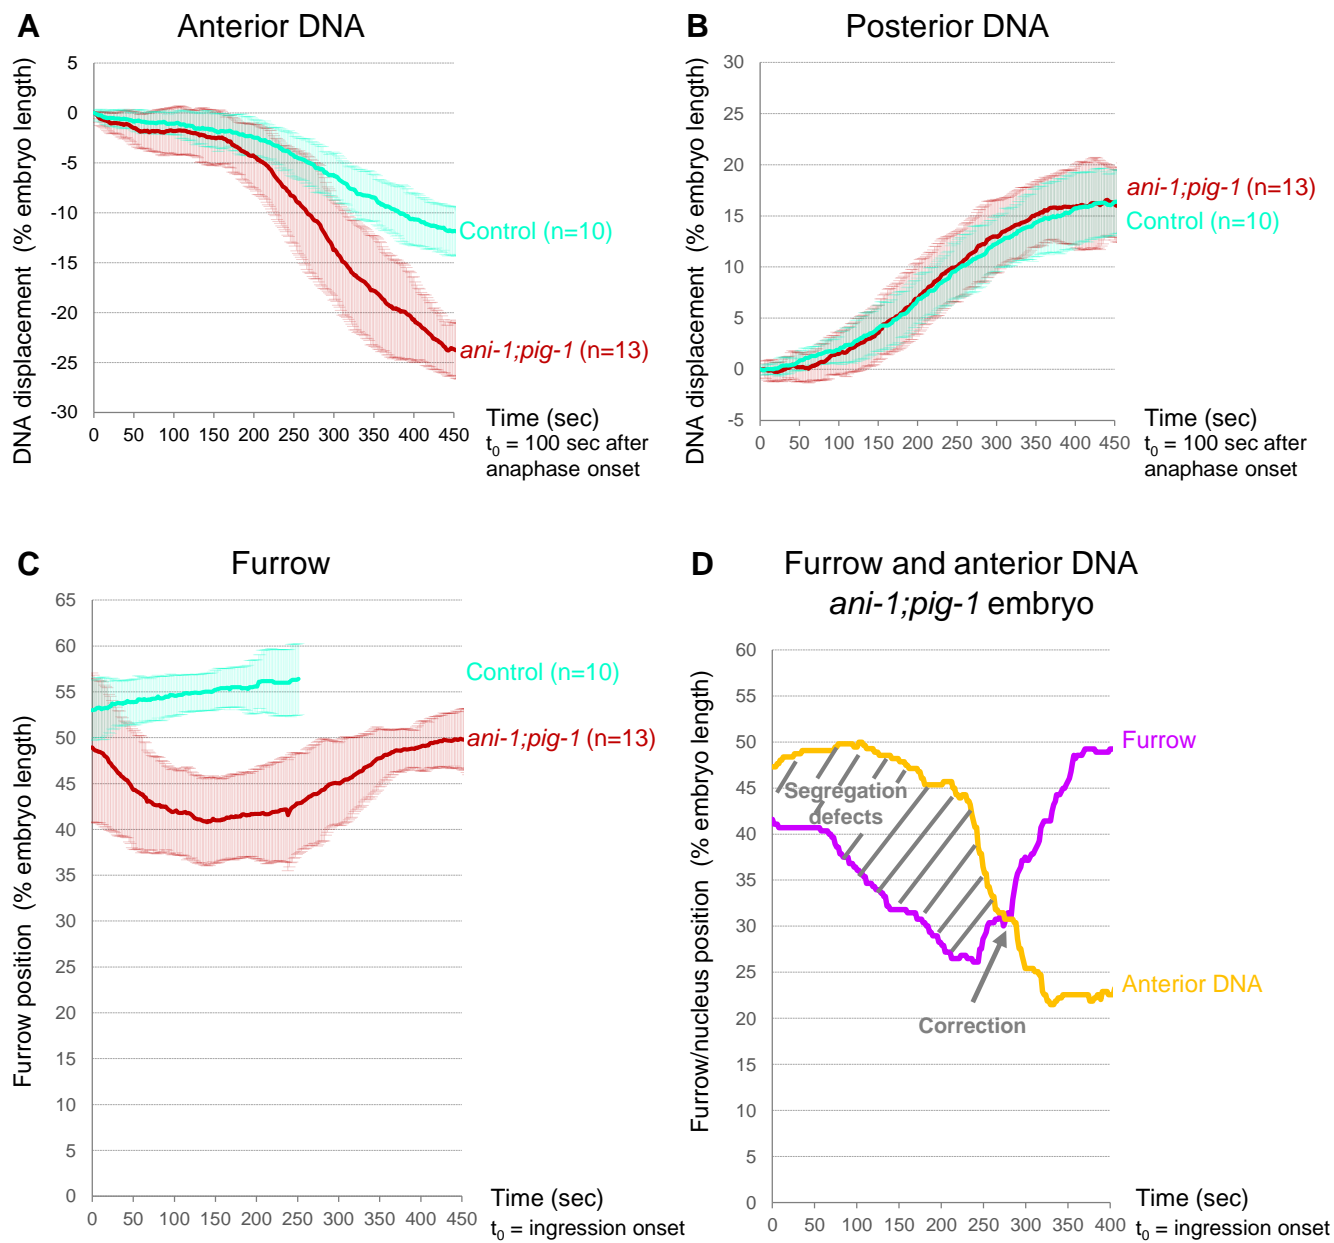 A
Anterior DNA
DNA displacement (% embryo length)
5
0
-5
-10
-15
-20
-25
-30
Control (n=10)
ani-1;pig-1 (n=13)
0 50 100 150 200 250 300 350 400 450
Time (sec)
t0 = 100 sec after
anaphase onset
B
Posterior DNA
DNA displacement (% embryo length)
30
25
20
15
10
5
0
-5
ani-1;pig-1 (n=13)
Control (n=10)
0 50 100 150 200 250 300 350 400 450
Time (sec)
t0 = 100 sec after
anaphase onset
C
Furrow
Furrow position (% embryo length)
65
60
55
50
45
40
35
30
25
20
15
10
5
0
Control (n=10)
ani-1;pig-1 (n=13)
0 50 100 150 200 250 300 350 400 450
Time (sec)
t0 = ingression onset
D
Furrow and anterior DNA
ani-1;pig-1 embryo
Furrow/nucleus position (% embryo length)
60
55
50
45
40
35
30
25
20
15
10
5
0
Furrow
Segregation
defects
Anterior DNA
Correction
0 50 100 150 200 250 300 350 400
Time (sec)
t0 = ingression onset